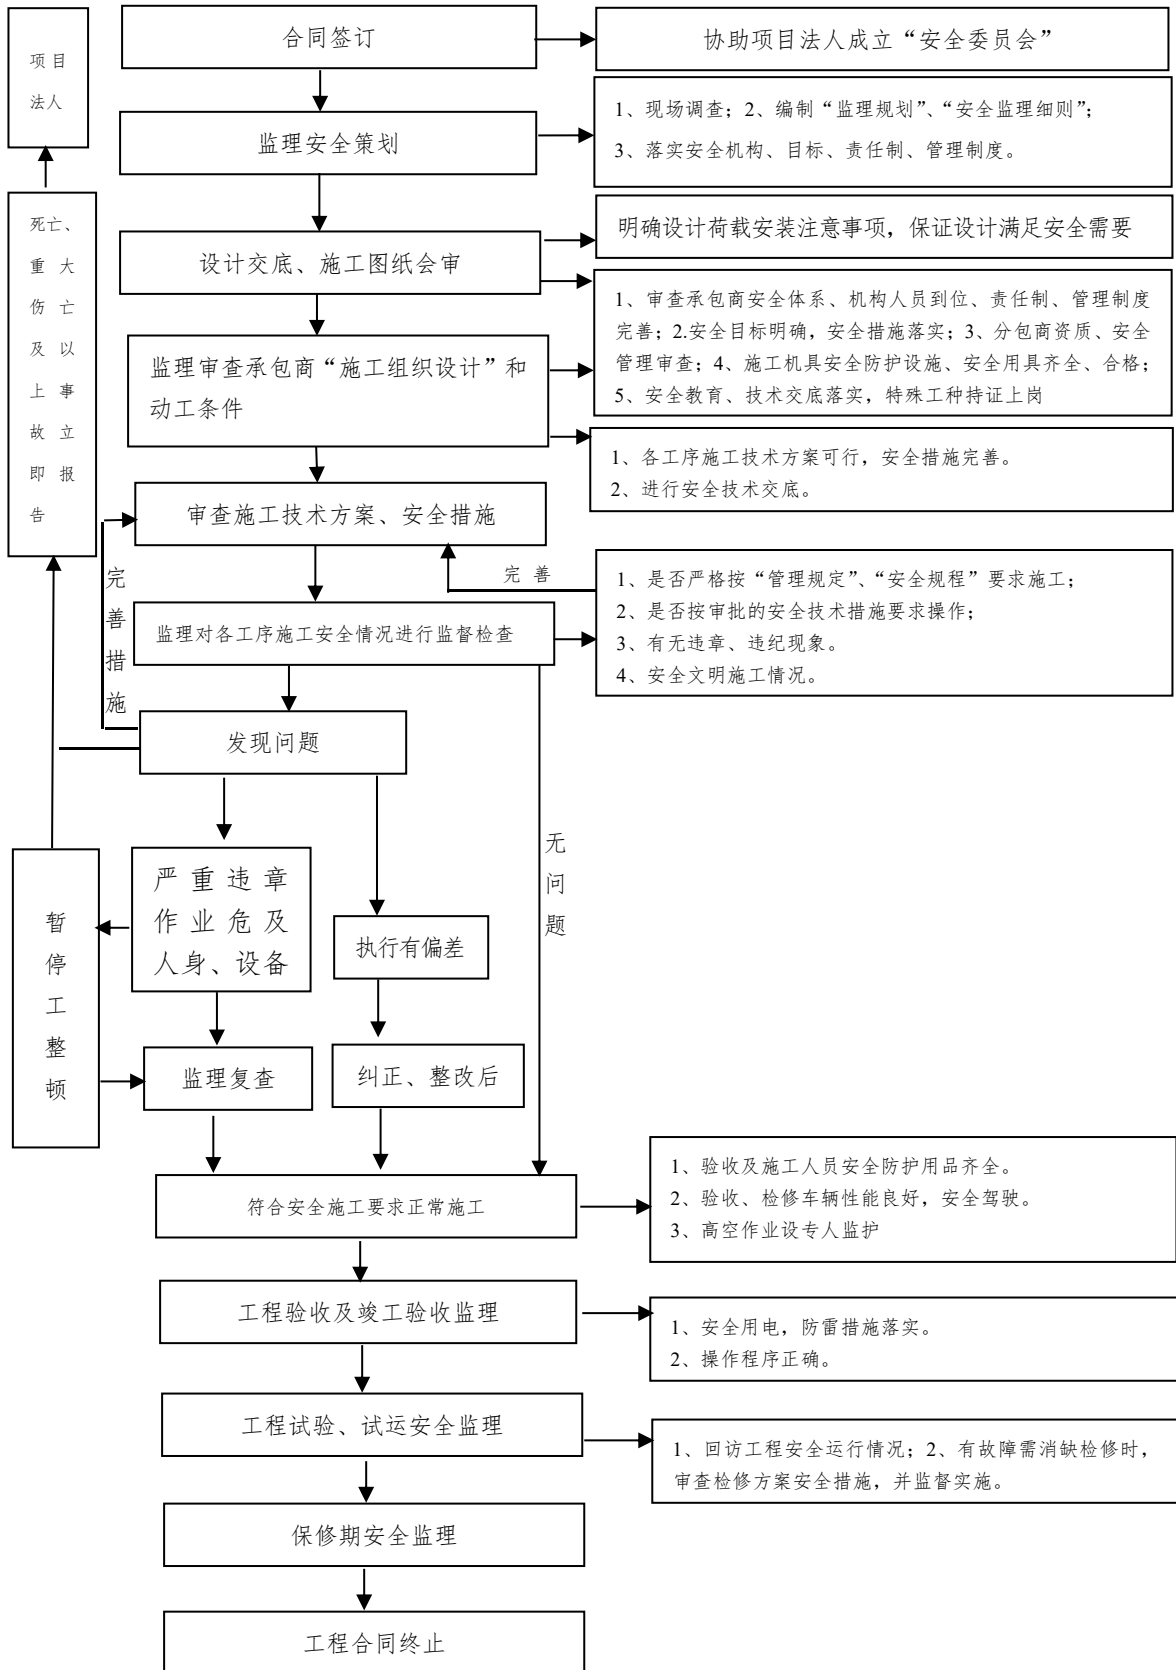 合同签订
协助项目法人成立“安全委员会”
项目
法人
监理安全策划
1、现场调查；2、编制“监理规划”、“安全监理细则”；
3、落实安全机构、目标、责任制、管理制度。
死亡、
重大
伤亡
及以
上事
故立
即报
告
设计交底、施工图纸会审
明确设计荷载安装注意事项，保证设计满足安全需要
1、审查承包商安全体系、机构人员到位、责任制、管理制度
完善；2.安全目标明确，安全措施落实；3、分包商资质、安全
管理审查；4、施工机具安全防护设施、安全用具齐全、合格；
5、安全教育、技术交底落实，特殊工种持证上岗
监理审查承包商“施工组织设计”和
动工条件
1、各工序施工技术方案可行，安全措施完善。
2、进行安全技术交底。
审查施工技术方案、安全措施
完善
完
善
措
施
1、是否严格按“管理规定”、“安全规程”要求施工；
2、是否按审批的安全技术措施要求操作；
3、有无违章、违纪现象。
4、安全文明施工情况。
监理对各工序施工安全情况进行监督检查
发现问题
无
问
题
严重违章
作业危及
人身、设备
执行有偏差
暂
停
工
整
顿
监理复查
纠正、整改后
符合安全施工要求正常施工
1、验收及施工人员安全防护用品齐全。
2、验收、检修车辆性能良好，安全驾驶。
3、高空作业设专人监护
工程验收及竣工验收监理
1、安全用电，防雷措施落实。
2、操作程序正确。
工程试验、试运安全监理
1、回访工程安全运行情况；2、有故障需消缺检修时，
审查检修方案安全措施，并监督实施。
保修期安全监理
工程合同终止